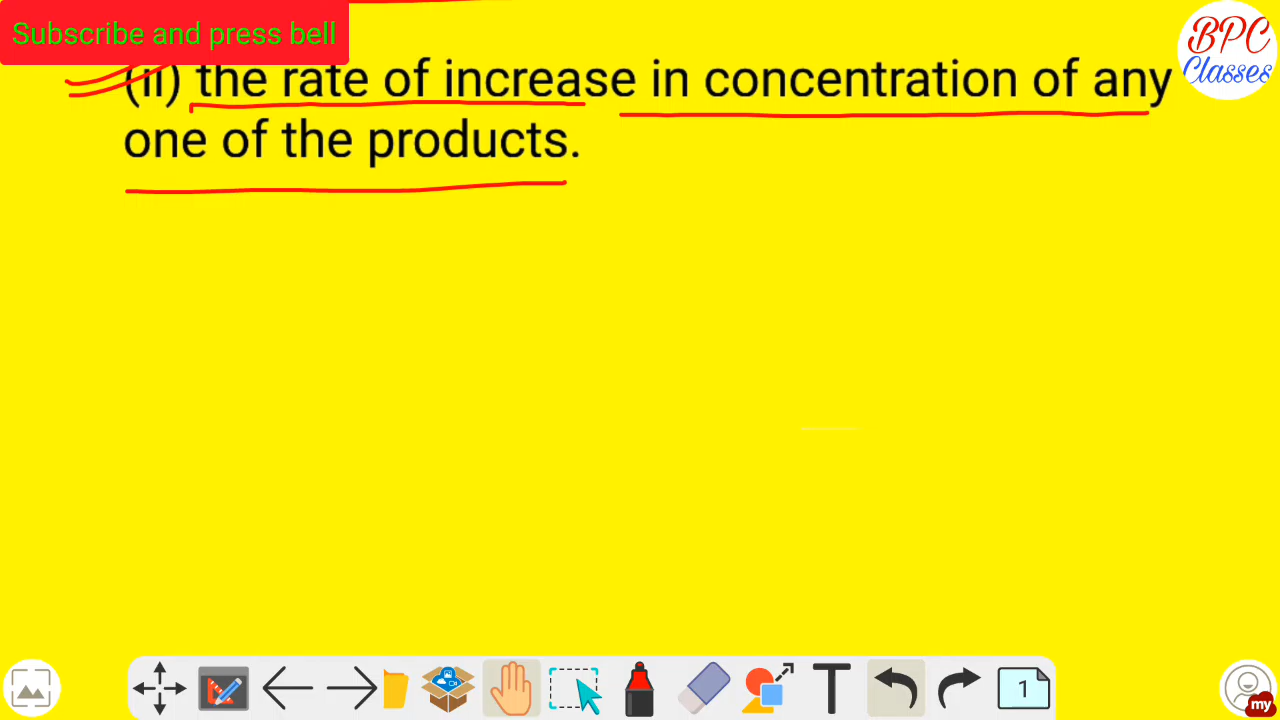 Subscribe and press bell
BPC
Classes
(ii) the rate of increase in concentration of any
one of the products.
T
1
my